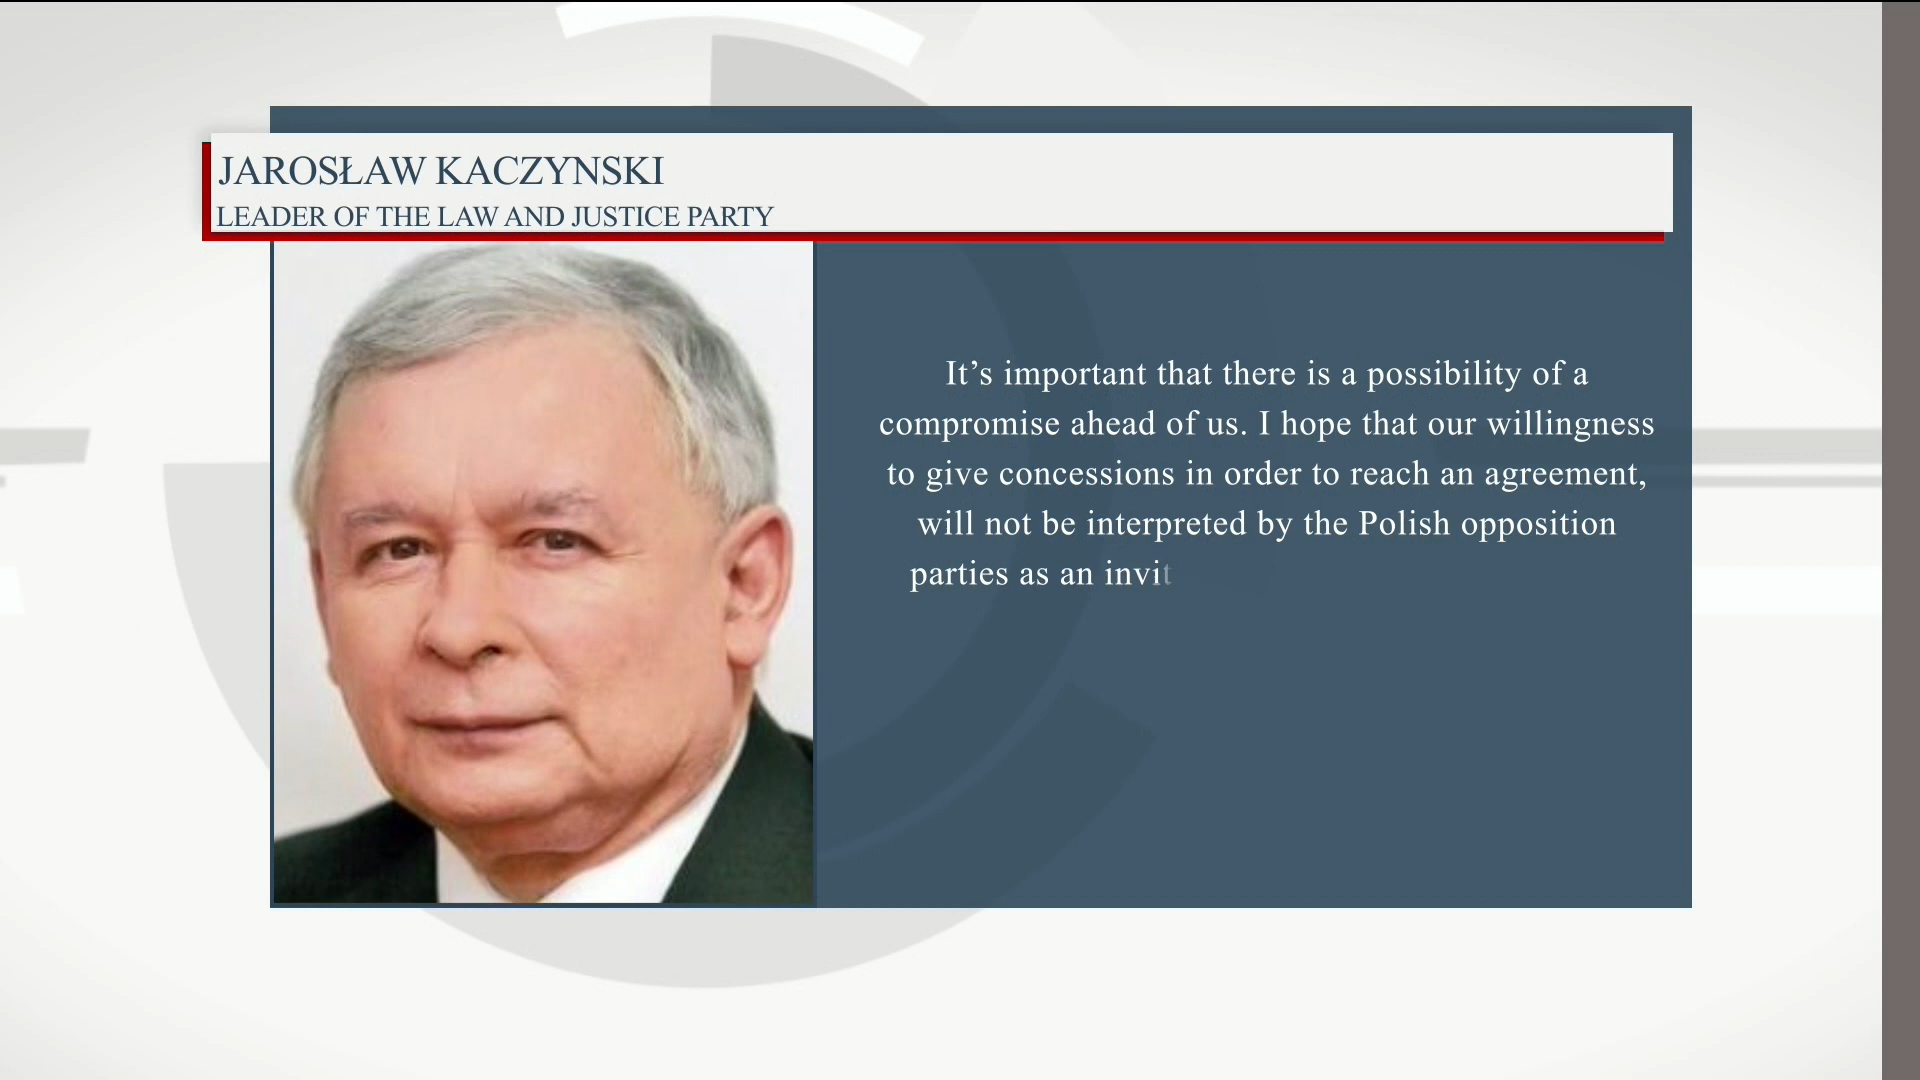 JAROSŁAW KACZYNSKI
LEADER OF THE LAW AND JUSTICE PARTY
It’s important that there is a possibility of a
compromise ahead of us. I hope that our willingness
to give concessions in order to reach an agreement,
will not be interpreted by the Polish opposition
parties as an invit